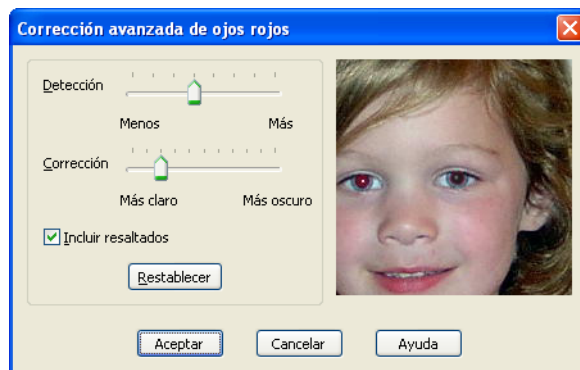 Corrección avanzada de ojos rojos
Detección
Menos Más
Corrección
Más claro Más oscuro
Incluir resaltados
Restablecer
Aceptar Cancelar Ayuda